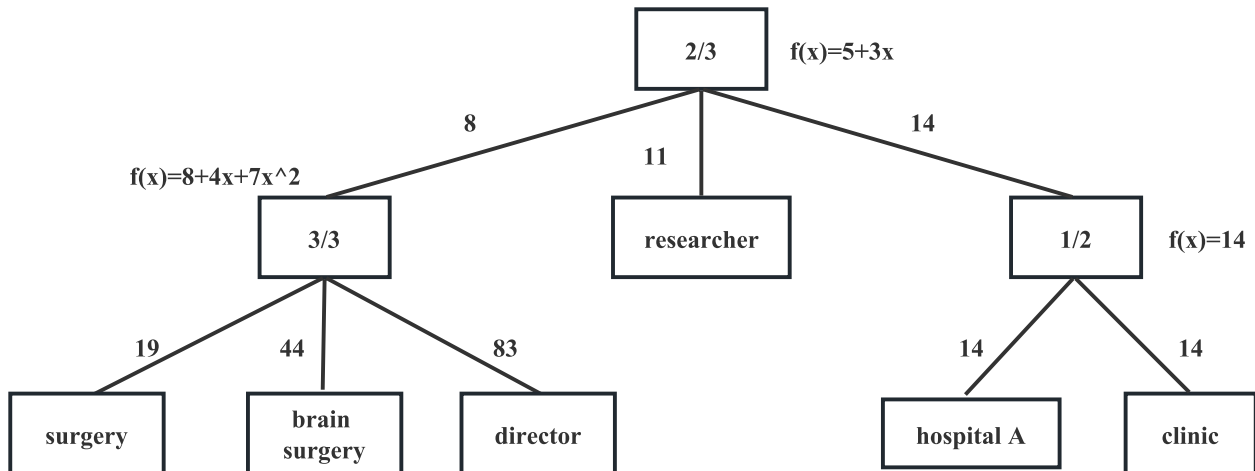 2/3
f(x)=5+3x
8
11
14
f(x)=8+4x+7x^2
3/3
researcher
1/2
f(x)=14
19
44
83
14
14
surgery
brain
surgery
director
hospital A
clinic